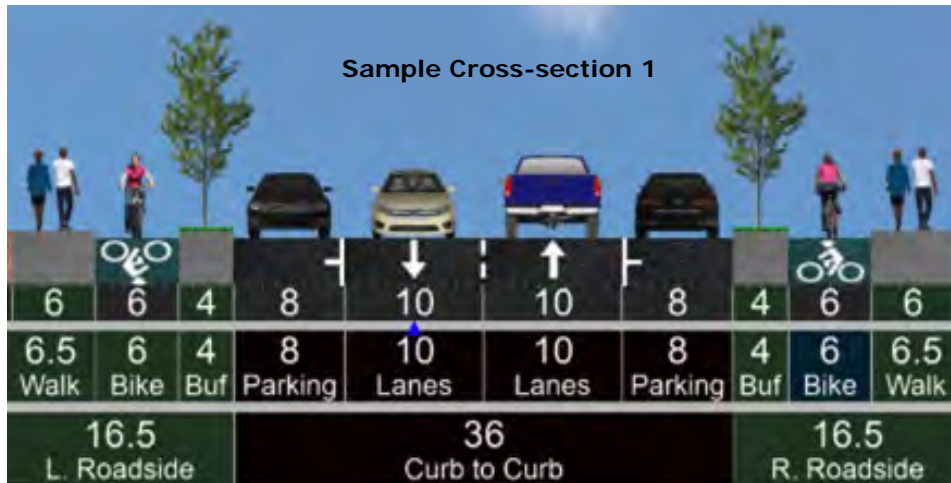 Sample Cross-section 1
6 6 4 8 10 10 8 4 6 6
6.5 6 4 8 10 10 8 4 6 6.5
Walk Bike Buf Parking Lanes Lanes Parking Buf Bike Walk
16.5 36 16.5
L. Roadside Curb to Curb R. Roadside